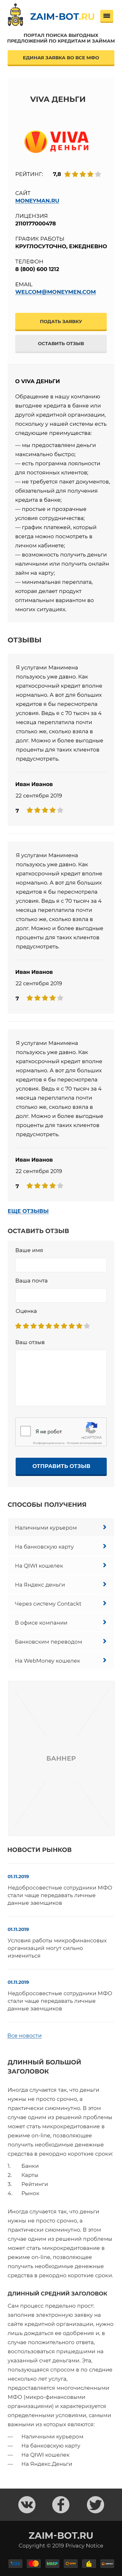 ZAIM-BOT.RU
ПОРТАЛ ПОИСКА ВЫГОДНЫХ
ПРЕДЛОЖЕНИЙ ПО КРЕДИТАМ И ЗАЙМАМ
ЕДИНАЯ ЗАЯВКА ВО ВСЕ МФО
VIVA ДЕНЬГИ
VIVA
ДЕНЬГИ
РЕЙТИНГ: 7,8
САЙТ
MONEYMAN.RU
ЛИЦЕНЗИЯ
2110177000478
ГРАФИК РАБОТЫ
КРУГЛОСУТОЧНО, ЕЖЕДНЕВНО
ТЕЛЕФОН
8 (800) 600 1212
EMAIL
WELCOM@MONEYMEN.COM
ПОДАТЬ ЗАЯВКУ
ОСТАВИТЬ ОТЗЫВ
О VIVA ДЕНЬГИ
Обращение в нашу компанию
выгоднее кредита в банке или
другой кредитной организации,
поскольку у нашей системы есть
следующие преимущества:
— мы предоставляем деньги
максимально быстро;
— есть программа лояльности
для постоянных клиентов;
— не требуется пакет документов,
обязательный для получения
кредита в банке;
— простые и прозрачные
условия сотрудничества;
— график платежей, который
всегда можно посмотреть в
личном кабинете;
— возможность получить деньги
наличными или получить онлайн
займ на карту;
— минимальная переплата,
которая делает продукт
оптимальным вариантом во
многих ситуациях.
ОТЗЫВЫ
Я услугами Манимена
пользуюсь уже давно. Как
краткосрочный кредит вполне
нормально. А вот для больших
кредитов я бы пересмотрела
условия. Ведь я с 70 тысяч за 4
месяца переплатила почти
столько же, сколько взяла в
долг. Можно и даже более выгодные
проценты для таких клиентов
предусмотреть.
Иван Иванов
22 сентября 2019
7
Я услугами Манимена
пользуюсь уже давно. Как
краткосрочный кредит вполне
нормально. А вот для больших
кредитов я бы пересмотрела
условия. Ведь я с 70 тысяч за 4
месяца переплатила почти
столько же, сколько взяла в
долг. Можно и более выгодные
проценты для таких клиентов
предусмотреть.
Иван Иванов
22 сентября 2019
7
Я услугами Манимена
пользуюсь уже давно. Как
краткосрочный кредит вполне
нормально. А вот для больших
кредитов я бы пересмотрела
условия. Ведь я с 70 тысяч за 4
месяца переплатила почти
столько же, сколько взяла в
долг. Можно и более выгодные
проценты для таких клиентов
предусмотреть.
Иван Иванов
22 сентября 2019
7
ЕЩЕ ОТЗЫВЫ
ОСТАВИТЬ ОТЗЫВ
Ваше имя
Ваша почта
Оценка
Ваш отзыв
Я не робот
reCAPTCHA
ОТПРАВИТЬ ОТЗЫВ
СПОСОБЫ ПОЛУЧЕНИЯ
Наличными курьером
На банковскую карту
На QIWI кошелек
На Яндекс деньги
Через систему Contackt
В офисе компании
Банковским переводом
На WebMoney кошелек
БАННЕР
НОВОСТИ РЫНКОВ
01.11.2019
Недобросовестные сотрудники МФО
стали чаще передавать личные
данные заемщиков
01.11.2019
Условия работы микрофинансовых
организаций могут сильно
измениться
01.11.2019
Недобросовестные сотрудники МФО
стали чаще передавать личные
данные заемщиков
Все новости
ДЛИННЫЙ БОЛЬШОЙ
ЗАГОЛОВОК
Иногда случается так, что деньги
нужны не просто срочно, а
практически сиюминутно. В этом
случае одним из решений проблемы
может стать микрокредитование в
режиме on-line, позволяющее
получить необходимые денежные
средства в рекордно короткие сроки:
1. Банки
2. Карты
3. Рейтинги
4. Рынок
Иногда случается так, что деньги
нужны не просто срочно, а
практически сиюминутно. В этом
случае одним из решений проблемы
может стать микрокредитование в
режиме on-line, позволяющее
получить необходимые денежные
средства в рекордно короткие сроки.
ДЛИННЫЙ СРЕДНИЙ ЗАГОЛОВОК
Сам процесс предельно прост:
заполните электронную заявку на
сайте кредитной организации, нужно
лишь дождаться ее одобрения и, в
случае положительного ответа,
воспользоваться пришедшими на
указанный счет деньгами. Эта,
пользующаяся спросом в последние
несколько лет услуга,
предоставляется многочисленными
МФО (микро-финансовыми
организациями) и характеризуется
определенными условиями, самыми
важными из которых являются:
— Наличными курьером
— На банковскую карту
— На QIWI кошелек
— На Яндекс.Деньги
ZAIM-BOT.RU
Copyright © 2019 Privacy Notice